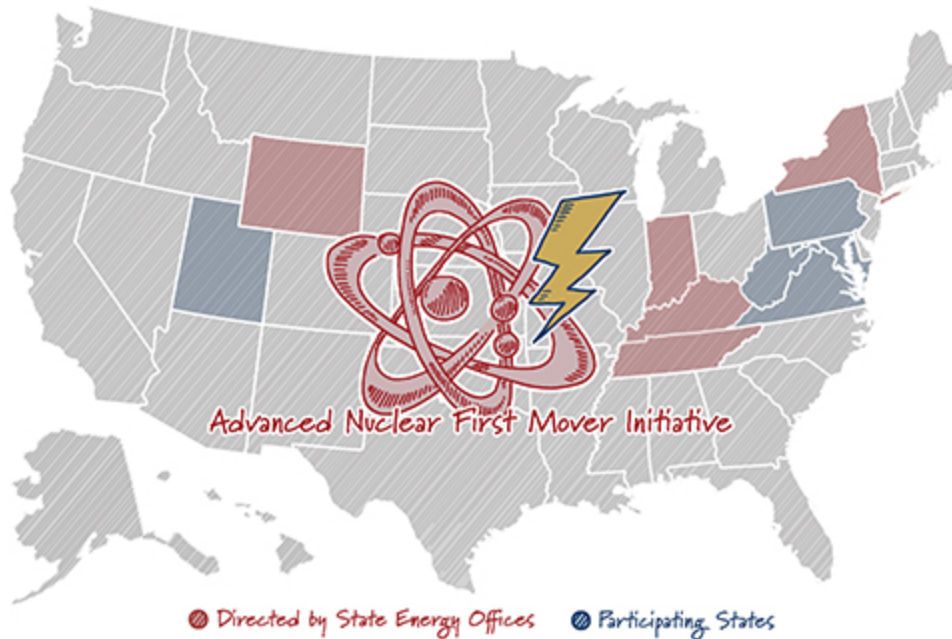 Advanced Nuclear First Mover Initiative
Directed by State Energy Offices
Participating States